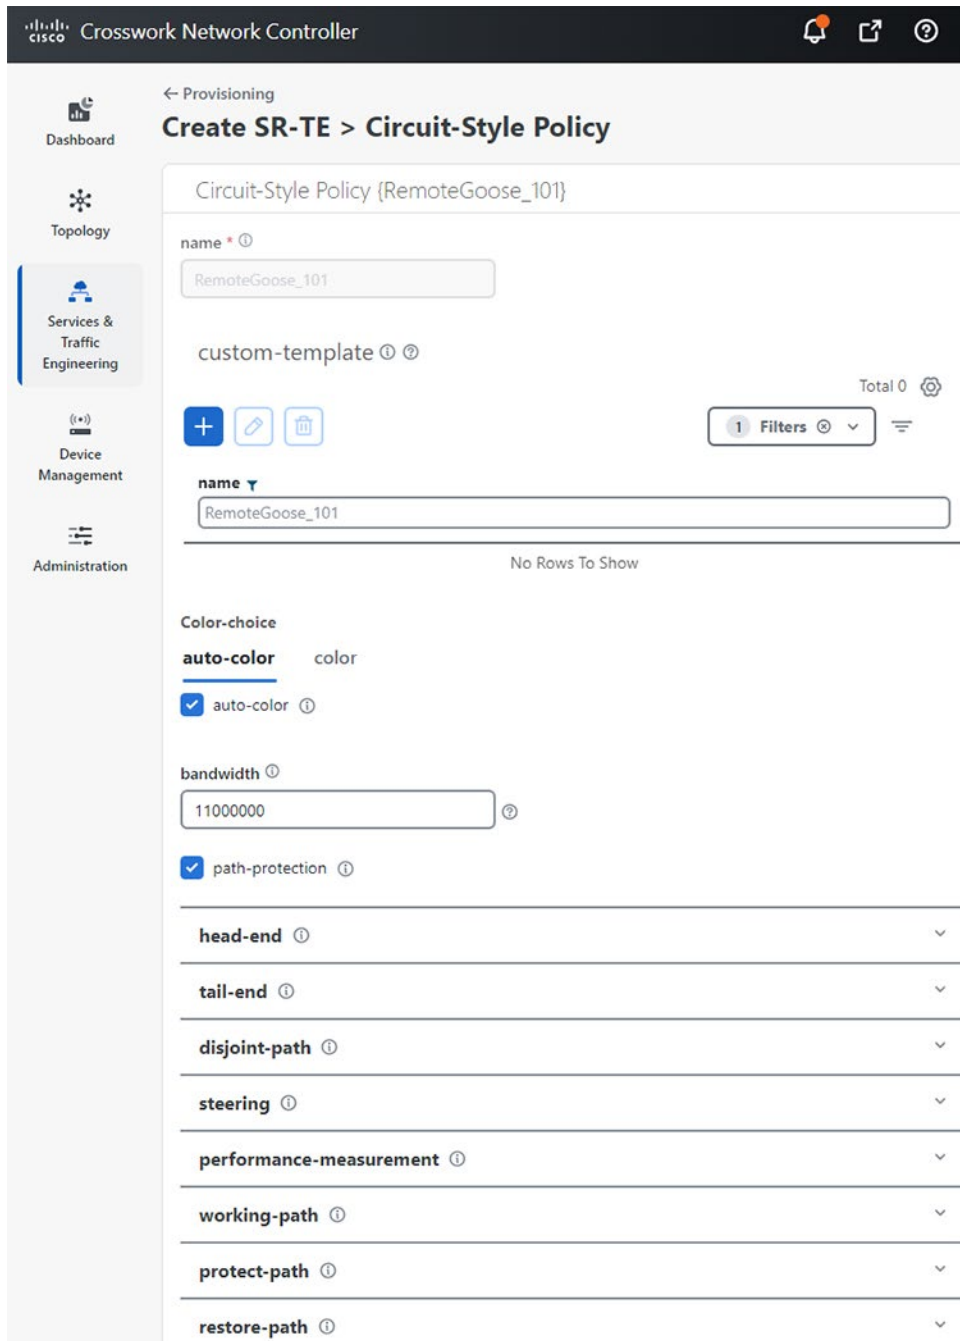 cisco Crosswork Network Controller
Dashboard
Topology
Services &
Traffic
Engineering
Device
Management
Administration
← Provisioning
Create SR-TE > Circuit-Style Policy
Circuit-Style Policy {RemoteGoose_101}
name *
RemoteGoose_101
custom-template
Total 0
1 Filters
name
RemoteGoose_101
No Rows To Show
Color-choice
auto-color color
auto-color
bandwidth
11000000
path-protection
head-end
tail-end
disjoint-path
steering
performance-measurement
working-path
protect-path
restore-path